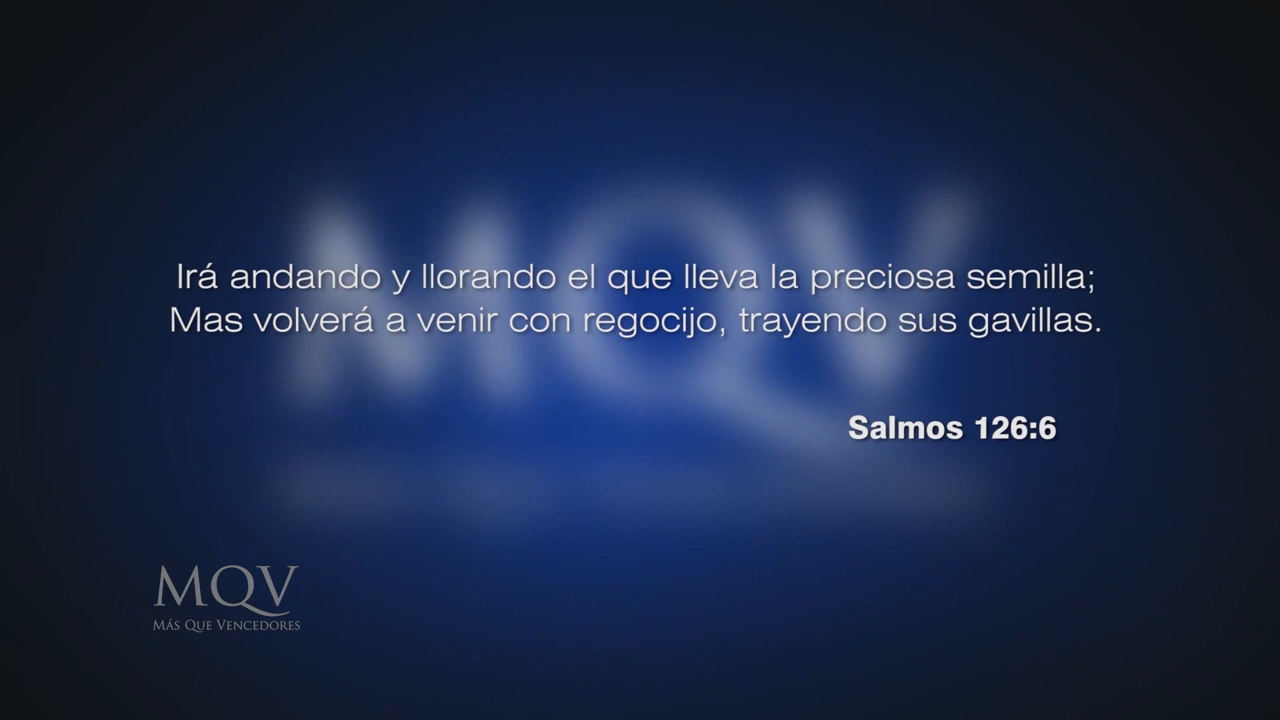 Irá andando y llorando el que lleva la preciosa semilla;
Mas volverá a venir con regocijo, trayendo sus gavillas.
Salmos 126:6
MQV
MÁS QUE VENCEDORES